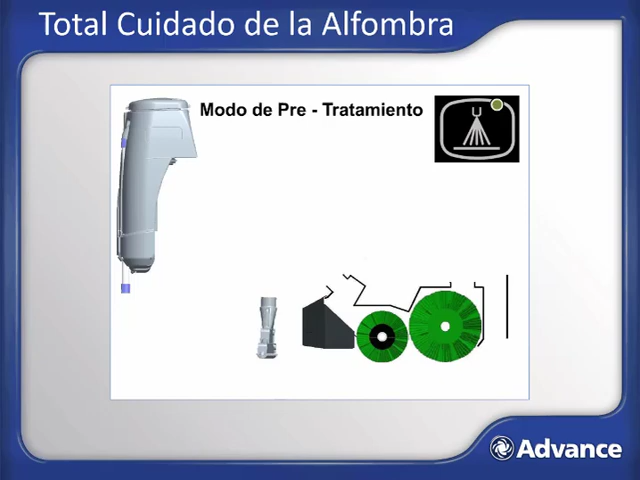 Total Cuidado de la Alfombra
Modo de Pre - Tratamiento
Advance